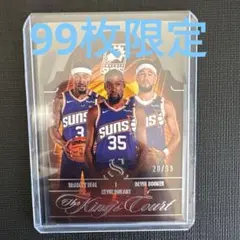 99枚限定
SUNS
3
SUNS
35
SUNS
29/99
BRADLEY BEAL
KEVIN DURANT
DEVIN BOOKER
The King's Court